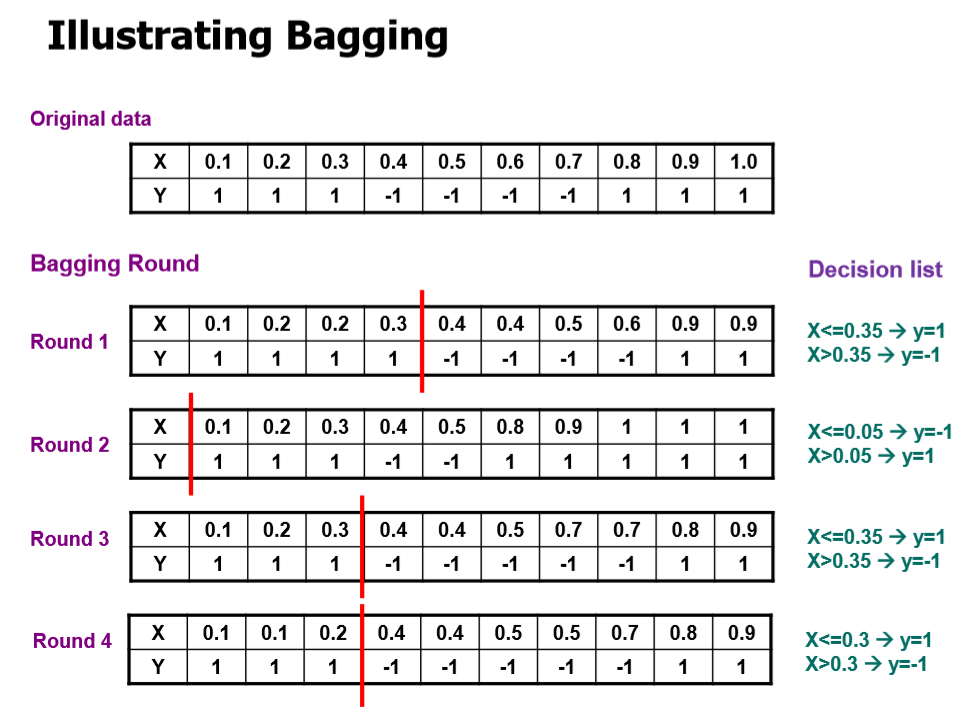 Illustrating Bagging
Original data
X 0.1 0.2 0.3 0.4 0.5 0.6 0.7 0.8 0.9 1.0
Y 1 1 1 -1 -1 -1 -1 1 1 1
Bagging Round
Decision list
Round 1
X 0.1 0.2 0.2 0.3 0.4 0.4 0.5 0.6 0.9 0.9
Y 1 1 1 1 -1 -1 -1 -1 1 1
X<=0.35 → y=1
X>0.35 → y=-1
Round 2
X 0.1 0.2 0.3 0.4 0.5 0.8 0.9 1 1 1
Y 1 1 1 -1 -1 1 1 1 1 1
X<=0.05 → y=-1
X>0.05 → y=1
Round 3
X 0.1 0.2 0.3 0.4 0.4 0.5 0.7 0.7 0.8 0.9
Y 1 1 1 -1 -1 -1 -1 -1 1 1
X<=0.35 → y=1
X>0.35 → y=-1
Round 4
X 0.1 0.1 0.2 0.4 0.4 0.5 0.5 0.7 0.8 0.9
Y 1 1 1 -1 -1 -1 -1 -1 1 1
X<=0.3 → y=1
X>0.3 → y=-1